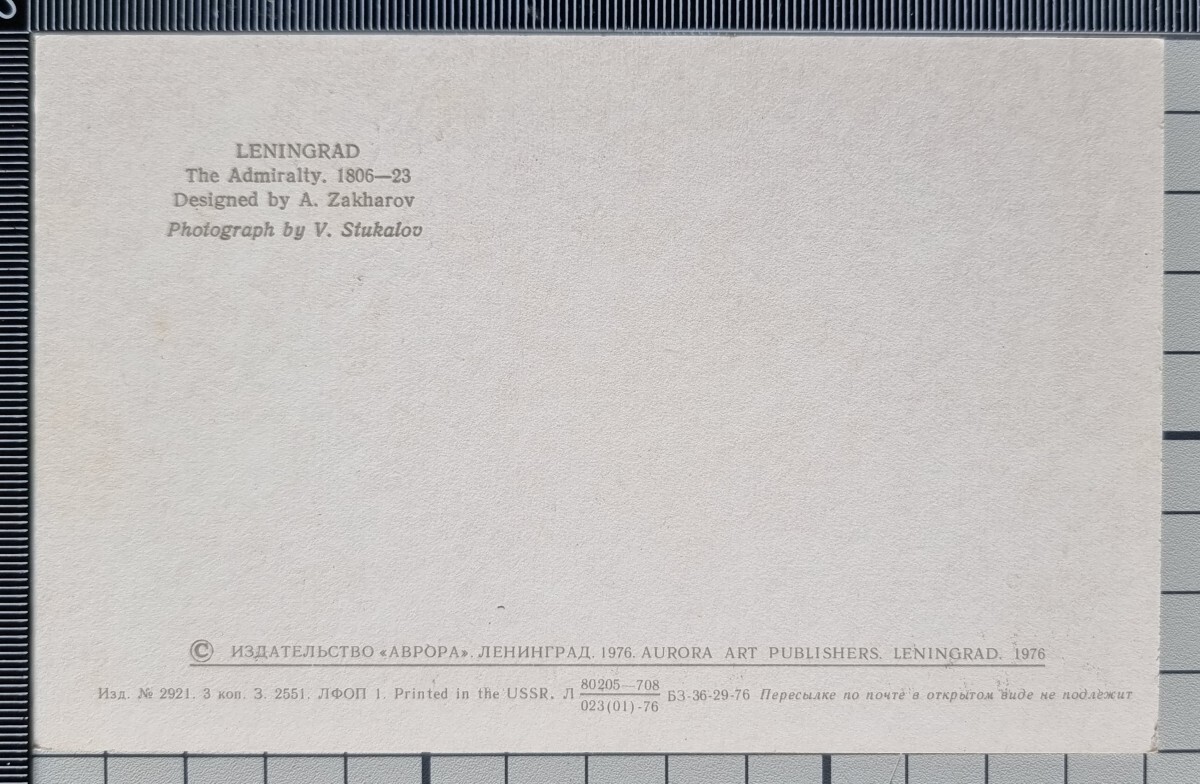 LENINGRAD
The Admiralty. 1806—23
Designed by A. Zakharov
Photograph by V. Stukalov
© ИЗДАТЕЛЬСТВО «АВРОРА». ЛЕНИНГРАД. 1976. AURORA ART PUBLISHERS. LENINGRAD. 1976
Изд. № 2921. 3 коп. З. 2551. ЛФОП 1. Printed in the USSR. Л 80205—708 / 023(01)-76 БЗ-36-29-76 Пересылке по почте в открытом виде не подлежит